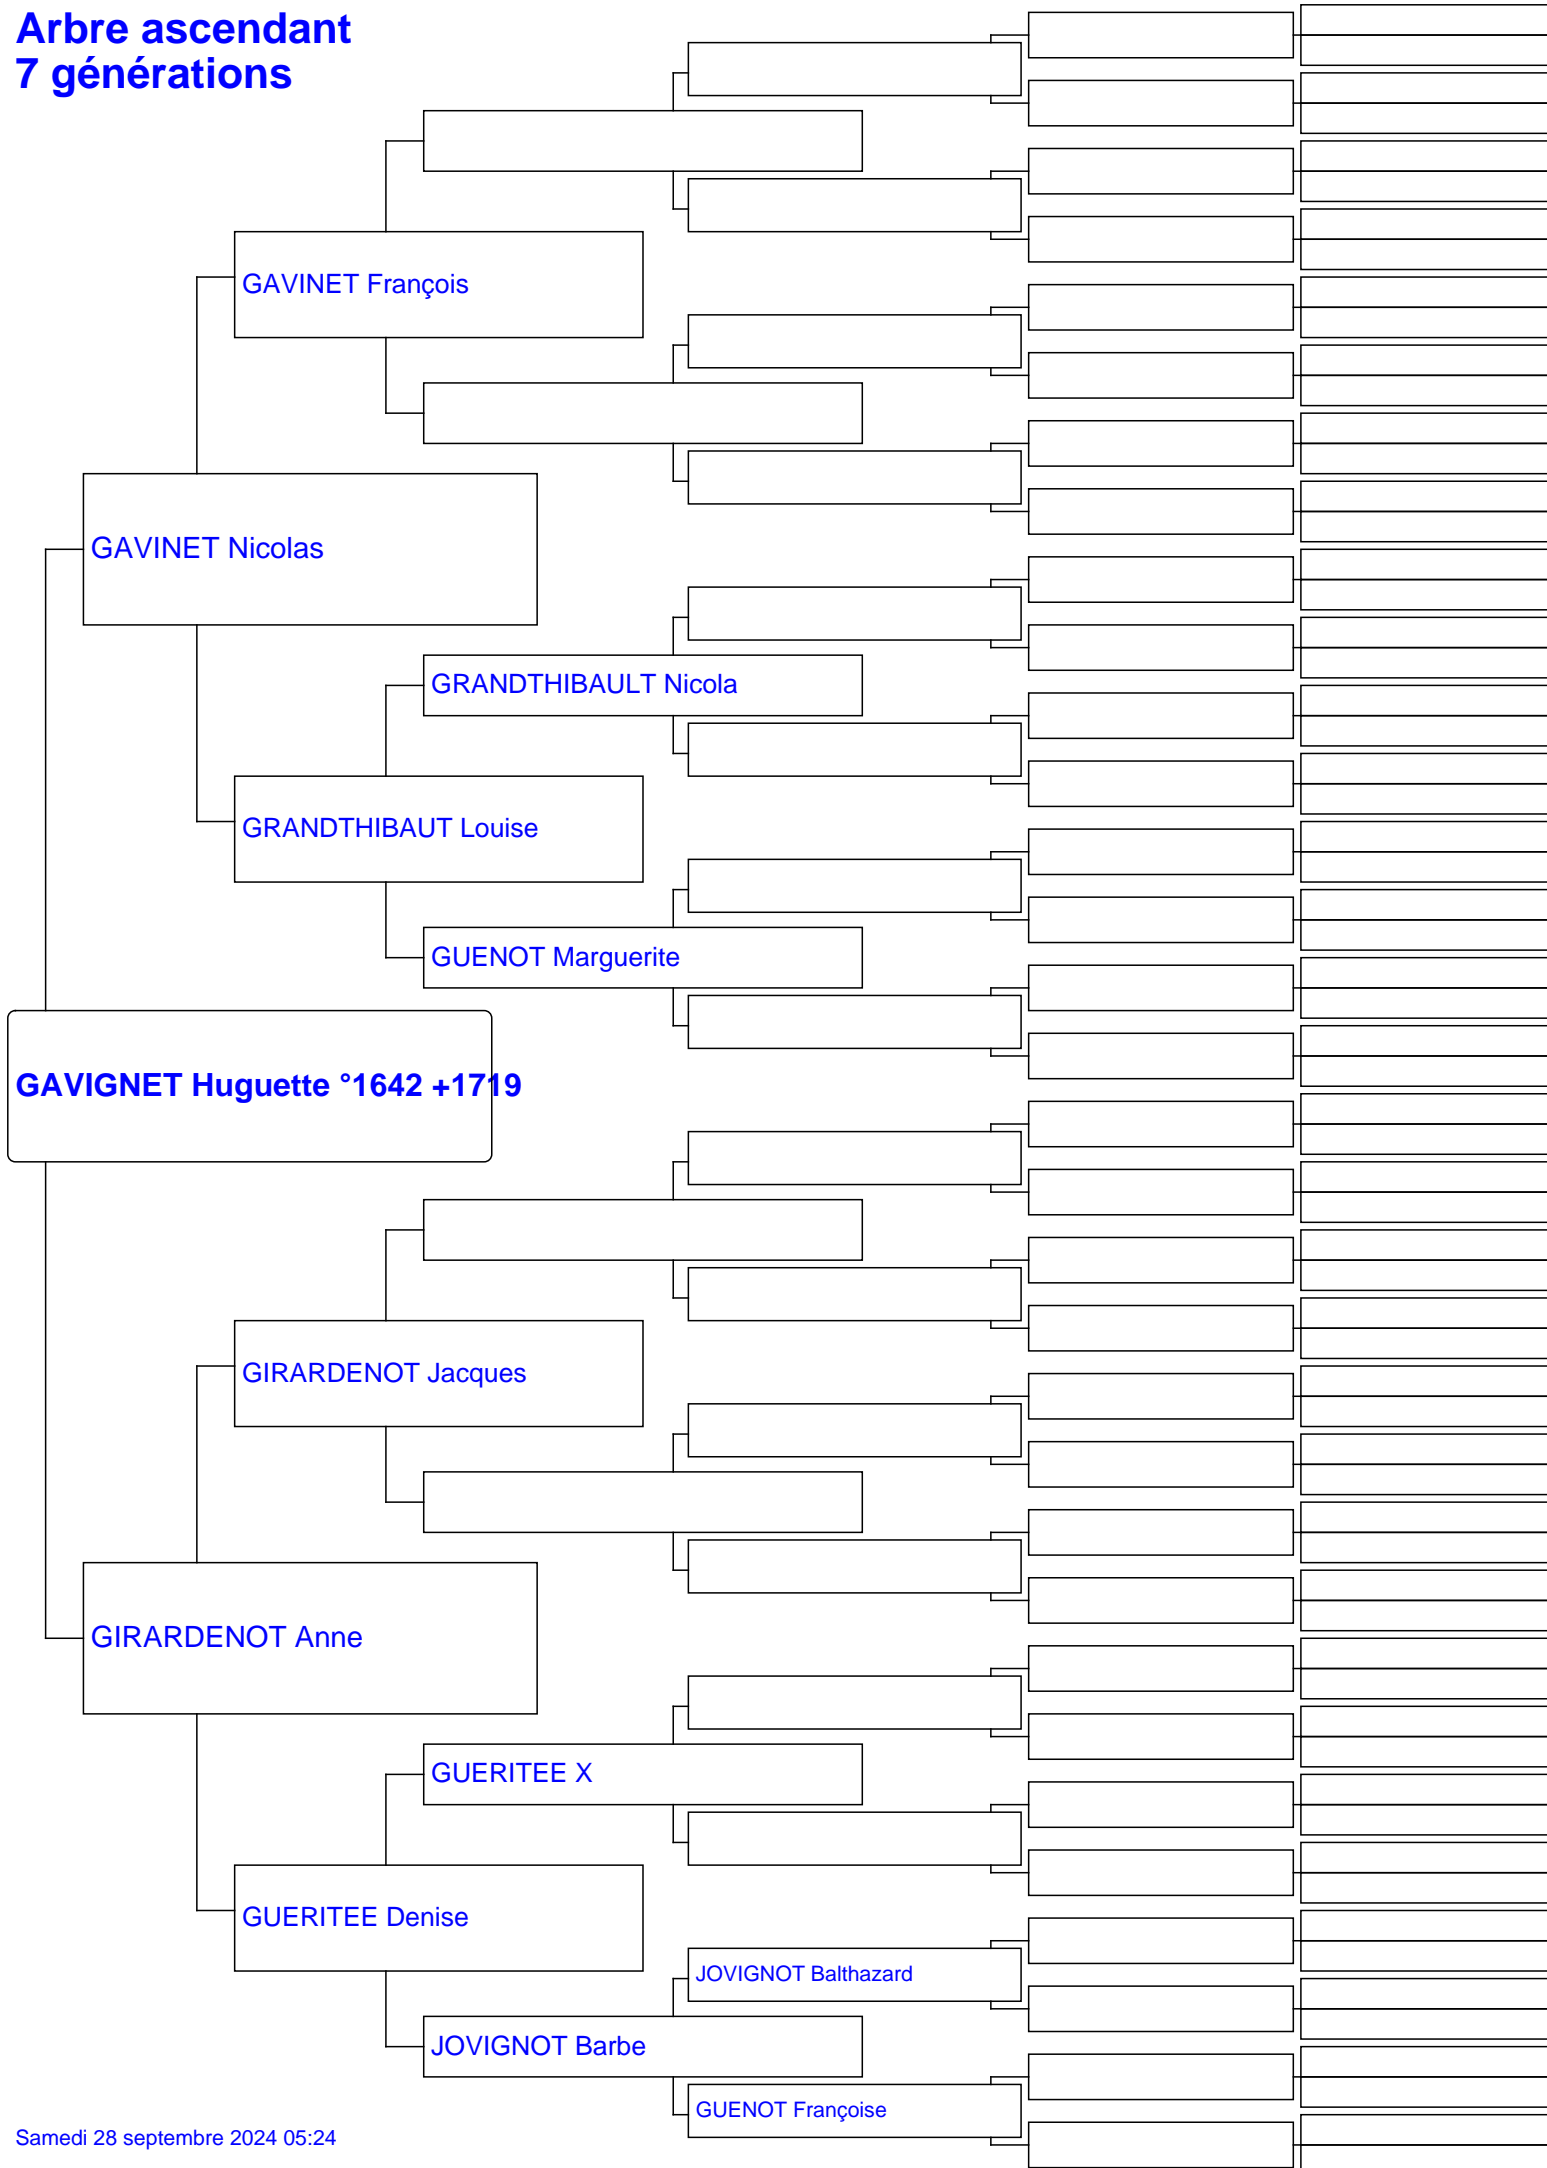 Arbre ascendant
7 générations
GAVINET François
GAVINET Nicolas
GRANDTHIBAULT Nicola
GRANDTHIBAUT Louise
GUENOT Marguerite
GAVIGNET Huguette °1642 +1719
GIRARDENOT Jacques
GIRARDENOT Anne
GUERITEE X
GUERITEE Denise
JOVIGNOT Balthazard
JOVIGNOT Barbe
GUENOT Françoise
Samedi 28 septembre 2024 05:24